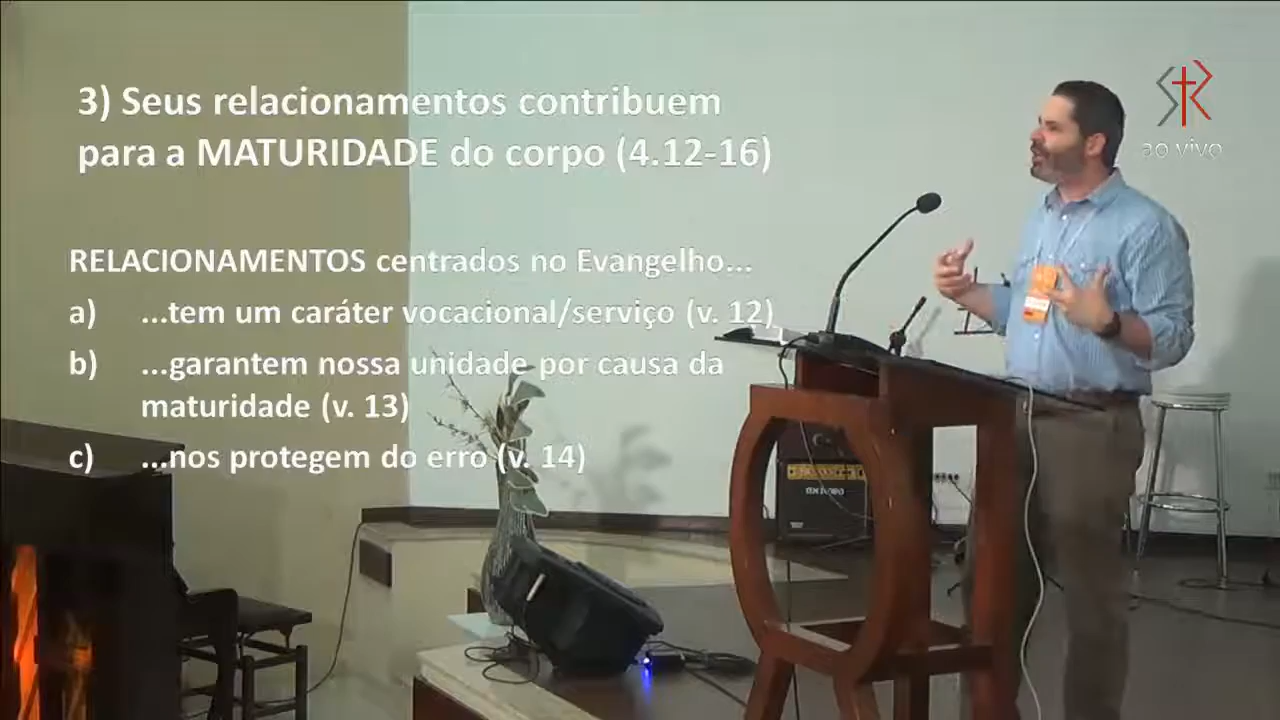 3) Seus relacionamentos contribuem
para a MATURIDADE do corpo (4.12-16)
RELACIONAMENTOS centrados no Evangelho...
a) ...tem um caráter vocacional/serviço (v. 12)
b) ...garantem nossa unidade por causa da
maturidade (v. 13)
c) ...nos protegem do erro (v. 14)
ao vivo